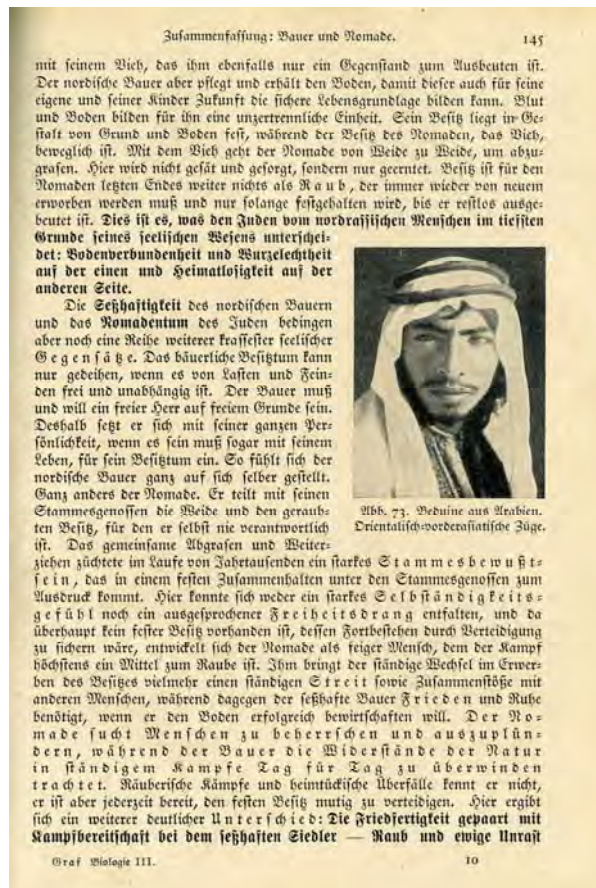 Zusammenfassung: Bauer und Nomade.
145
mit seinem Vieh, das ihm ebenfalls nur ein Gegenstand zum Ausbeuten ist.
Der nordische Bauer aber pflegt und erhält den Boden, damit dieser auch für seine
eigene und seiner Kinder Zukunft die sichere Lebensgrundlage bilden kann. Blut
und Boden bilden für ihn eine unzertrennliche Einheit. Sein Besitz liegt in Ge-
stalt von Grund und Boden fest, während der Besitz des Nomaden, das Vieh,
beweglich ist. Mit dem Vieh geht der Nomade von Weide zu Weide, um abzu-
grasen. Hier wird nicht gesät und gesorgt, sondern nur geerntet. Besitz ist für den
Nomaden letzten Endes weiter nichts als Raub, der immer wieder von neuem
erworben werden muß und nur solange festgehalten wird, bis er restlos ausge-
beutet ist. Dies ist es, was den Juden vom nordrassischen Menschen im tiefsten
Grunde seines seelischen Wesens unterschei-
det: Bodenverbundenheit und Wurzelechtheit
auf der einen und Heimatlosigkeit auf der
anderen Seite.
Die Seßhaftigkeit des nordischen Bauern
und das Nomadentum des Juden bedingen
aber noch eine Reihe weiterer krassester seelischer
Gegensätze. Das bäuerliche Besitztum kann
nur gedeihen, wenn es von Lasten und Fein-
den frei und unabhängig ist. Der Bauer muß
und will ein freier Herr auf freiem Grunde sein.
Deshalb setzt er sich mit seiner ganzen Per-
sönlichkeit, wenn es sein muß sogar mit seinem
Leben, für sein Besitztum ein. So fühlt sich der
nordische Bauer ganz auf sich selber gestellt.
Ganz anders der Nomade. Er teilt mit seinen
Stammesgenossen die Weide und den geraub-
ten Besitz, für den er selbst nie verantwortlich
ist. Das gemeinsame Abgrasen und Weiter-
Abb. 73. Beduine aus Arabien.
Orientalisch-vorderasiatische Züge.
ziehen züchtete im Laufe von Jahrtausenden ein starkes Stammesbewußt-
sein, das in einem festen Zusammenhalten unter den Stammesgenossen zum
Ausdruck kommt. Hier konnte sich weder ein starkes Selbständigkeits-
gefühl noch ein ausgesprochener Freiheitsdrang entfalten, und da
überhaupt kein fester Besitz vorhanden ist, dessen Fortbestehen durch Verteidigung
zu sichern wäre, entwickelt sich der Nomade als feiger Mensch, dem der Kampf
höchstens ein Mittel zum Raube ist. Ihm bringt der ständige Wechsel im Erwer-
ben des Besitzes vielmehr einen ständigen Streit sowie Zusammenstöße mit
anderen Menschen, während dagegen der seßhafte Bauer Frieden und Ruhe
benötigt, wenn er den Boden erfolgreich bewirtschaften will. Der No-
made sucht Menschen zu beherrschen und auszuplün-
dern, während der Bauer die Widerstände der Natur
in ständigem Kampfe Tag für Tag zu überwinden
trachtet. Räuberische Kämpfe und heimtückische Überfälle kennt er nicht,
er ist aber jederzeit bereit, den festen Besitz mutig zu verteidigen. Hier ergibt
sich ein weiterer deutlicher Unterschied: Die Friedfertigkeit gepaart mit
Kampfbereitschaft bei dem seßhaften Siedler — Raub und ewige Unrast
Graf Biologie III.
10